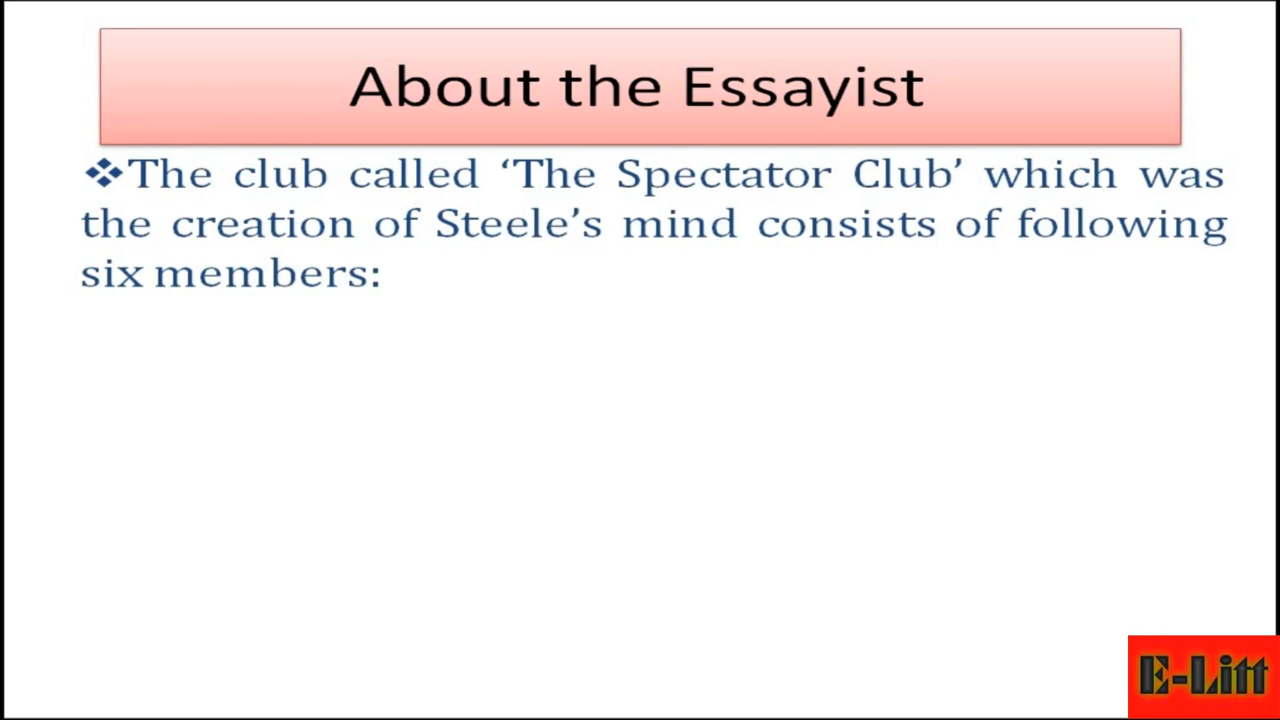 About the Essayist
❖The club called ‘The Spectator Club’ which was
the creation of Steele’s mind consists of following
six members:
E-Litt